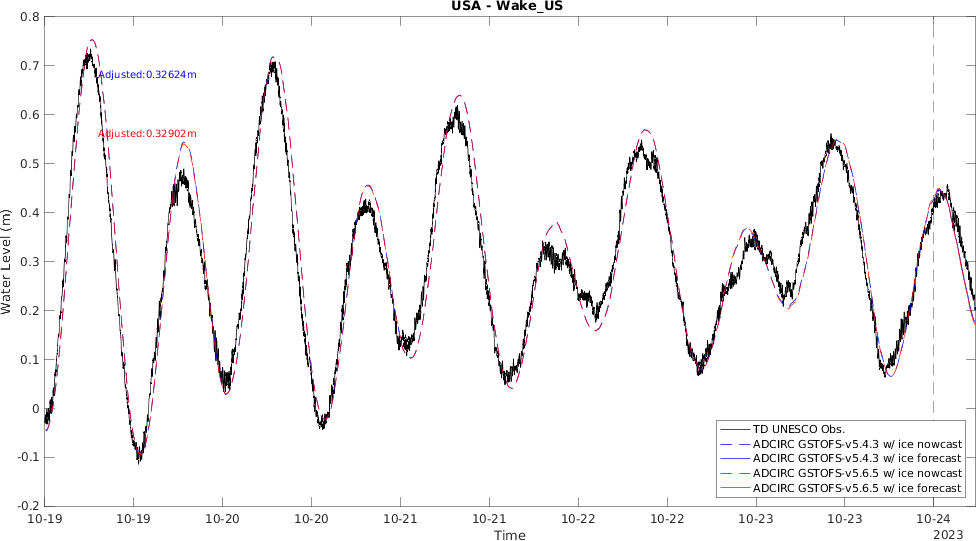 USA - Wake_US
0.8
0.7
0.6
0.5
0.4
0.3
0.2
0.1
0
-0.1
-0.2
Water Level (m)
Adjusted:0.32624m
Adjusted:0.32902m
TD UNESCO Obs.
ADCIRC GSTOFS-v5.4.3 w/ ice nowcast
ADCIRC GSTOFS-v5.4.3 w/ ice forecast
ADCIRC GSTOFS-v5.6.5 w/ ice nowcast
ADCIRC GSTOFS-v5.6.5 w/ ice forecast
10-19 10-19 10-20 10-20 10-21 10-21 10-22 10-22 10-23 10-23 10-24
2023
Time